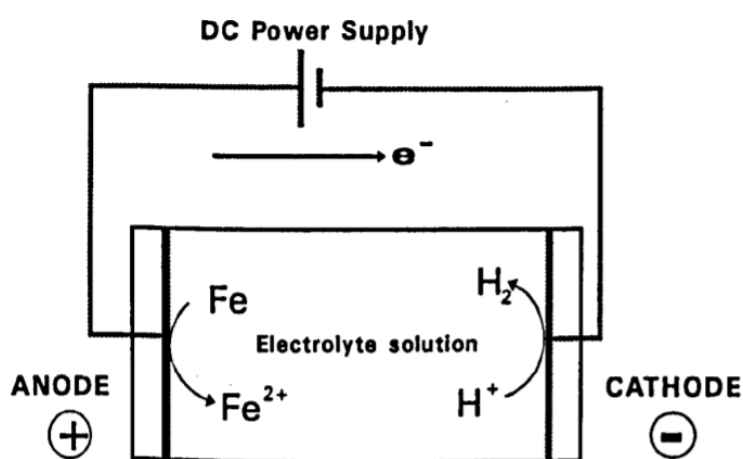 DC Power Supply
e⁻
Fe
H₂
Electrolyte solution
ANODE
CATHODE
Fe²⁺
H⁺
+
-